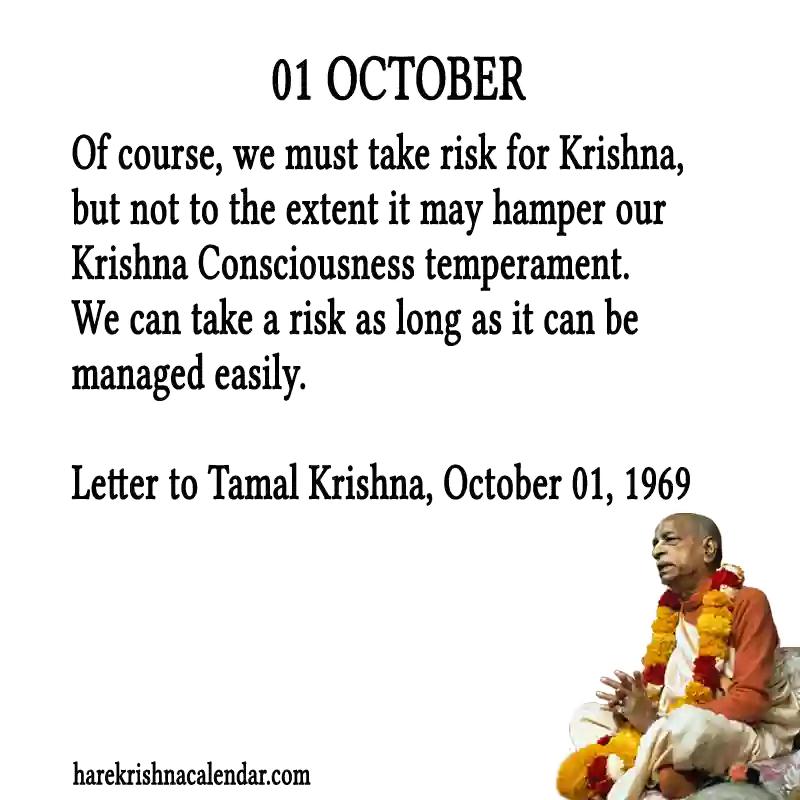 01 OCTOBER
Of course, we must take risk for Krishna,
but not to the extent it may hamper our
Krishna Consciousness temperament.
We can take a risk as long as it can be
managed easily.
Letter to Tamal Krishna, October 01, 1969
harekrishnacalendar.com